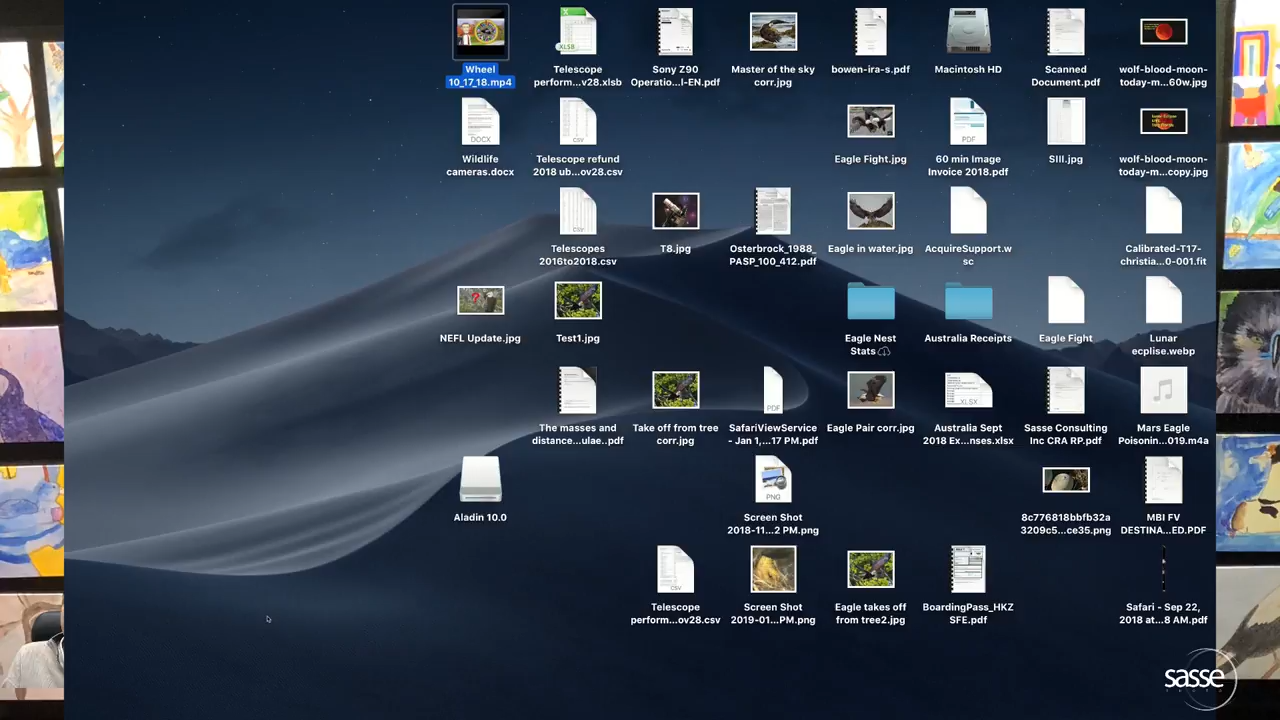 Wheel
10_17_18.mp4
Telescope
perform...v28.xlsb
Sony Z90
Operatio...I-EN.pdf
Master of the sky
corr.jpg
bowen-ira-s.pdf
Macintosh HD
Scanned
Document.pdf
wolf-blood-moon-
today-m...60w.jpg
XLSB
Wildlife
cameras.docx
Telescope refund
2018 ub...ov28.csv
Eagle Fight.jpg
60 min Image
Invoice 2018.pdf
SIII.jpg
wolf-blood-moon-
today-m...copy.jpg
DOCX
CSV
PDF
Telescopes
2016to2018.csv
T8.jpg
Osterbrock_1988_
PASP_100_412.pdf
Eagle in water.jpg
AcquireSupport.w
sc
Calibrated-T17-
christia...0-001.fit
CSV
NEFL Update.jpg
Test1.jpg
Eagle Nest
Stats
Australia Receipts
Eagle Fight
Lunar
ecplise.webp
The masses and
distance...ulae..pdf
Take off from tree
corr.jpg
PDF
SafariViewService
- Jan 1,...17 PM.pdf
Eagle Pair corr.jpg
XLSX
Australia Sept
2018 Ex...nses.xlsx
Sasse Consulting
Inc CRA RP.pdf
Mars Eagle
Poisonin...019.m4a
Aladin 10.0
PNG
Screen Shot
2018-11...2 PM.png
8c776818bbfb32a
3209c5...ce35.png
MBI FV
DESTINA...ED.PDF
CSV
Telescope
perform...ov28.csv
Screen Shot
2019-01...PM.png
Eagle takes off
from tree2.jpg
BoardingPass_HKZ
SFE.pdf
Safari - Sep 22,
2018 at...8 AM.pdf
sasse